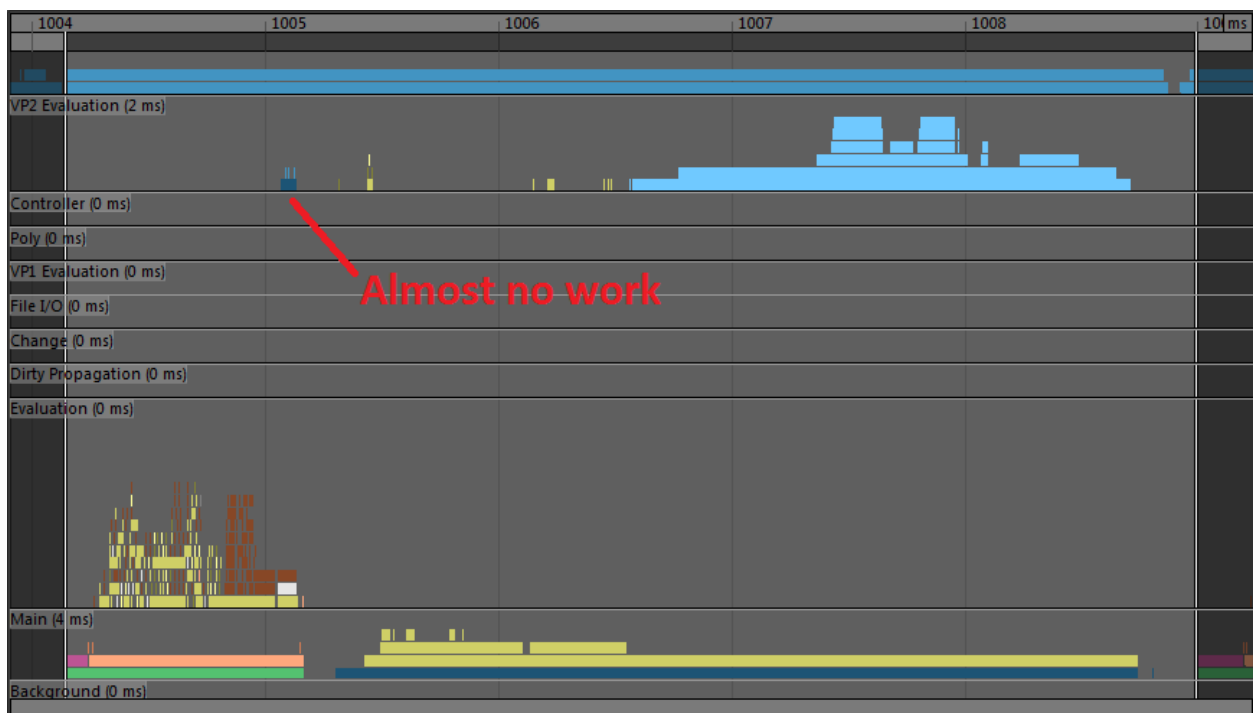 1004 1005 1006 1007 1008 ms
VP2 Evaluation (2 ms)
Controller (0 ms)
Poly (0 ms)
VP1 Evaluation (0 ms)
Almost no work
File I/O (0 ms)
Change (0 ms)
Dirty Propagation (0 ms)
Evaluation (0 ms)
Main (4 ms)
Background (0 ms)